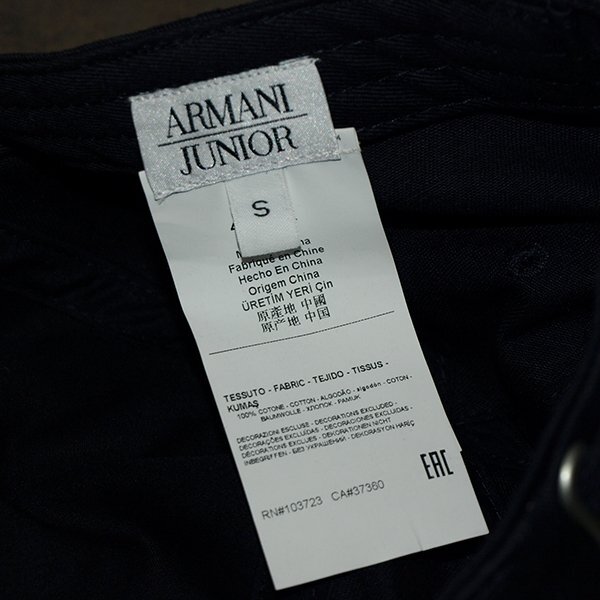 ARMANI
JUNIOR
S
Fabriqué en Chine
Hecho En China
Origem China
ÜRETİM YERİ Çin
原產地 中國
原产地 中国
TESSUTO - FABRIC - TEJIDO - TISSUS -
KUMAŞ
100% COTONE - COTTON - ALGODÃO - algodón - COTON -
BAUMWOLLE - ХЛОПОК - PAMUK
DECORAZIONI ESCLUSE - DECORATIONS EXCLUDED -
DECORAÇÕES EXCLUÍDAS - DECORACIONES EXCLUIDAS -
DÉCORATIONS EXCLUES - DEKORATIONEN NICHT
INBEGRIFFEN - БЕЗ УКРАШЕНИЙ - DEKORASYON HARİÇ
EAC
RN#103723 CA#37360